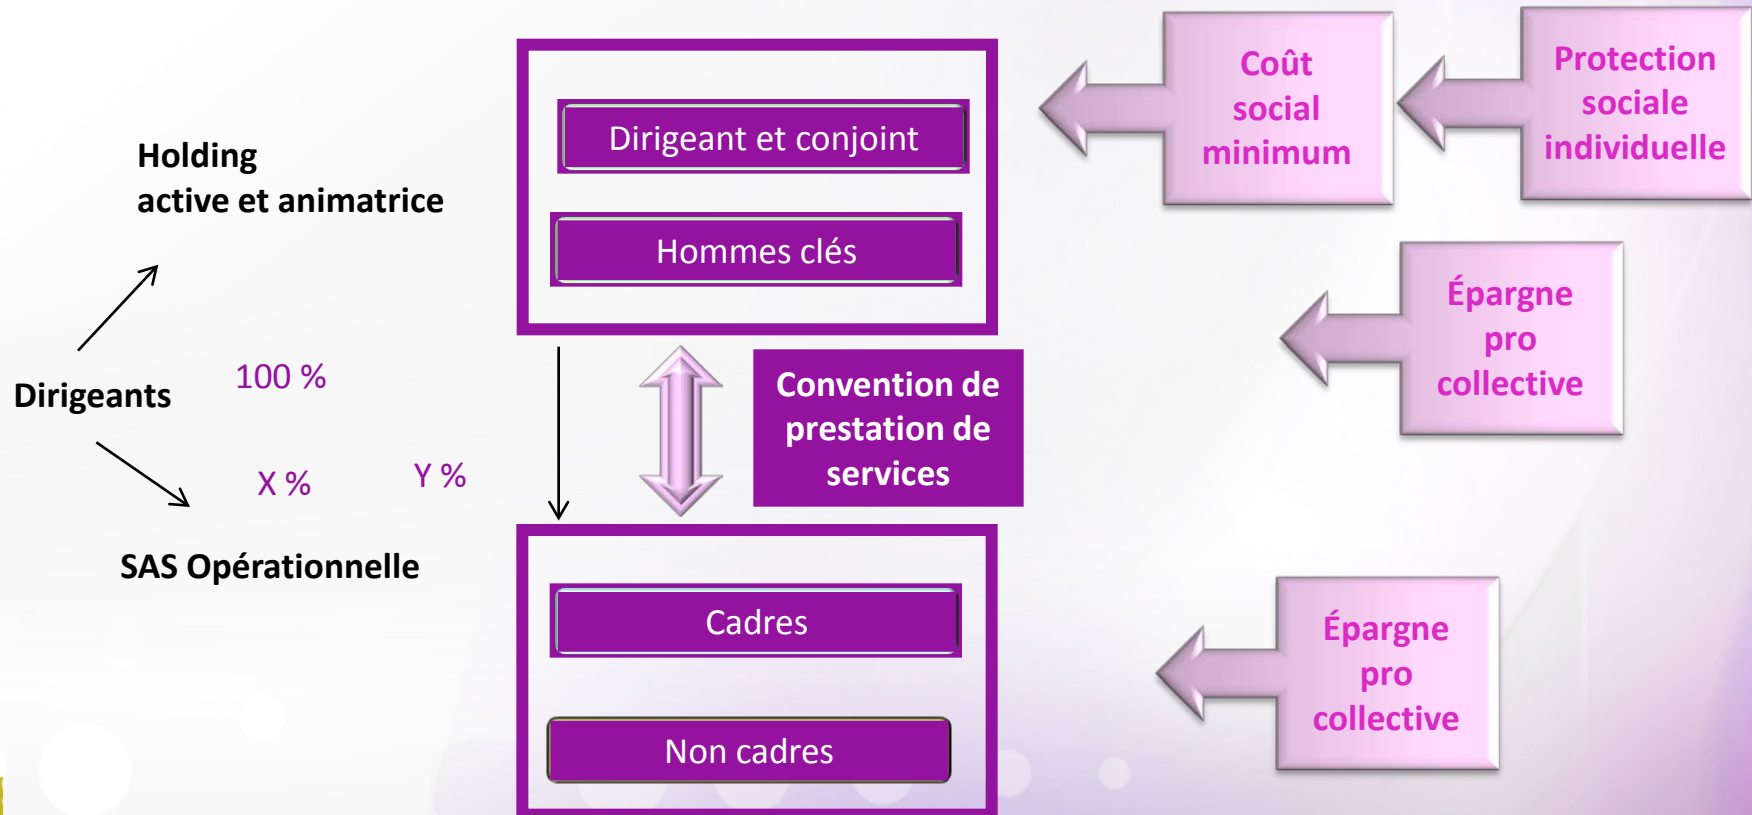 Holding
active et animatrice
Dirigeants
100 %
X %
Y %
SAS Opérationnelle
Dirigeant et conjoint
Hommes clés
Convention de
prestation de
services
Cadres
Non cadres
Coût
social
minimum
Protection
sociale
individuelle
Épargne
pro
collective
Épargne
pro
collective